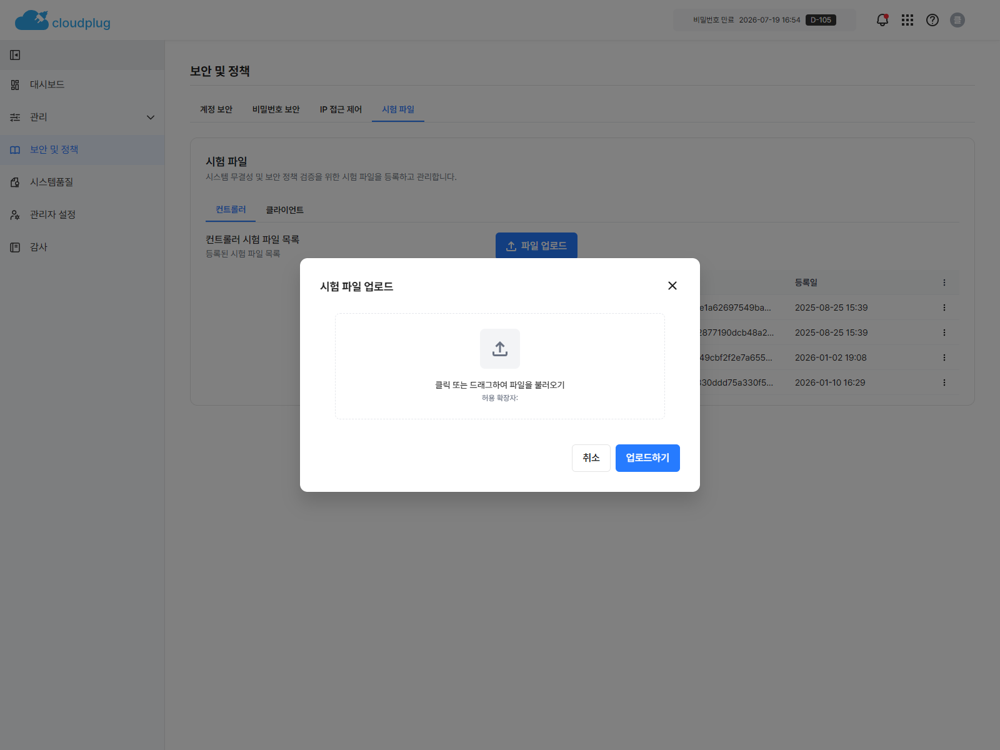 cloudplug
비밀번호 만료 2026-07-19 16:54 D-105
클
대시보드
관리
보안 및 정책
시스템품질
관리자 설정
감사
보안 및 정책
계정 보안 비밀번호 보안 IP 접근 제어 시험 파일
시험 파일
시스템 무결성 및 보안 정책 검증을 위한 시험 파일을 등록하고 관리합니다.
컨트롤러 클라이언트
컨트롤러 시험 파일 목록
등록된 시험 파일 목록
파일 업로드
등록일
e1a62697549ba... 2025-08-25 15:39
2877190dcb48a2... 2025-08-25 15:39
49cbf2f2e7a655... 2026-01-02 19:08
330ddd75a330f5... 2026-01-10 16:29
시험 파일 업로드
클릭 또는 드래그하여 파일을 불러오기
허용 확장자:
취소 업로드하기